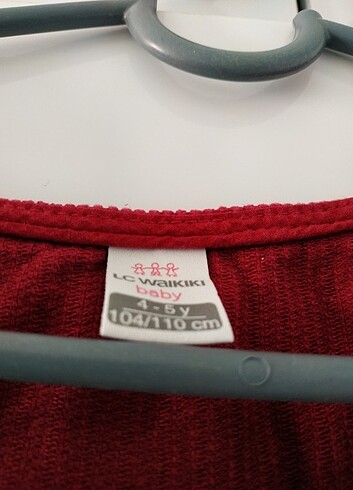 LC WAIKIKI
baby
4 - 5 y
104/110 cm